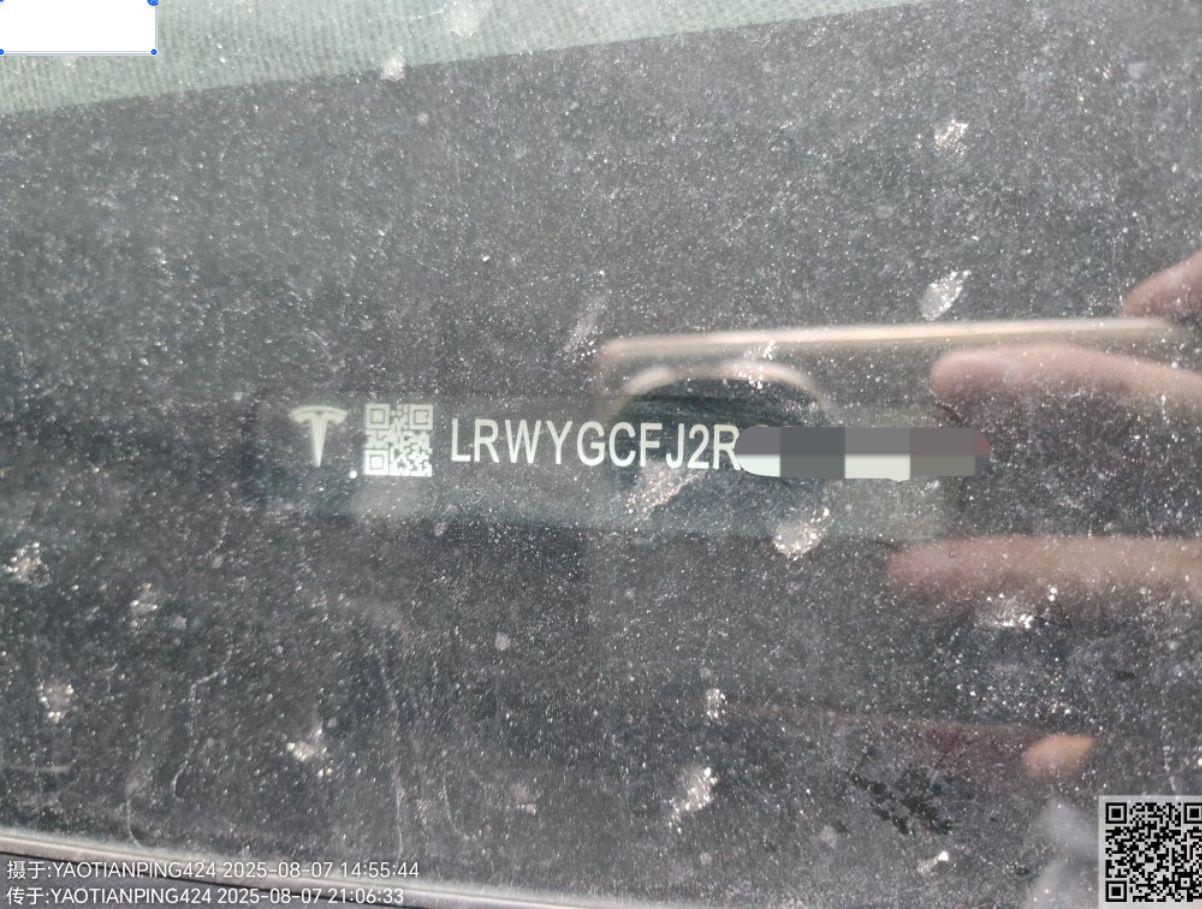 LRWYGCFJ2R
摄于:YAOTIANPING424 2025-08-07 14:55:44
传于:YAOTIANPING424 2025-08-07 21:06:33